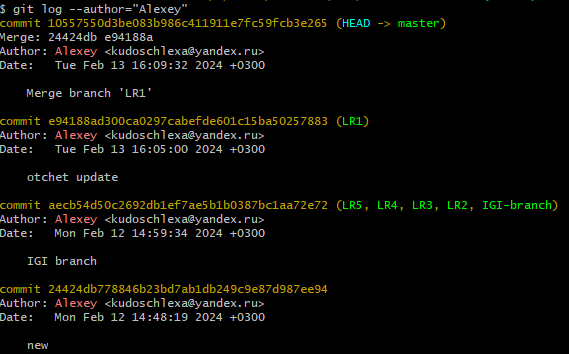 $ git log --author="Alexey"
commit 10557550d3be083b986c411911e7fc59fcb3e265 (HEAD -> master)
Merge: 24424db e94188a
Author: Alexey <kudoschlexa@yandex.ru>
Date:   Tue Feb 13 16:09:32 2024 +0300
Merge branch 'LR1'
commit e94188ad300ca0297cabefde601c15ba50257883 (LR1)
Author: Alexey <kudoschlexa@yandex.ru>
Date:   Tue Feb 13 16:05:00 2024 +0300
otchet update
commit aecb54d50c2692db1ef7ae5b1b0387bc1aa72e72 (LR5, LR4, LR3, LR2, IGI-branch)
Author: Alexey <kudoschlexa@yandex.ru>
Date:   Mon Feb 12 14:59:34 2024 +0300
IGI branch
commit 24424db778846b23bd7ab1db249c9e87d987ee94
Author: Alexey <kudoschlexa@yandex.ru>
Date:   Mon Feb 12 14:48:19 2024 +0300
new